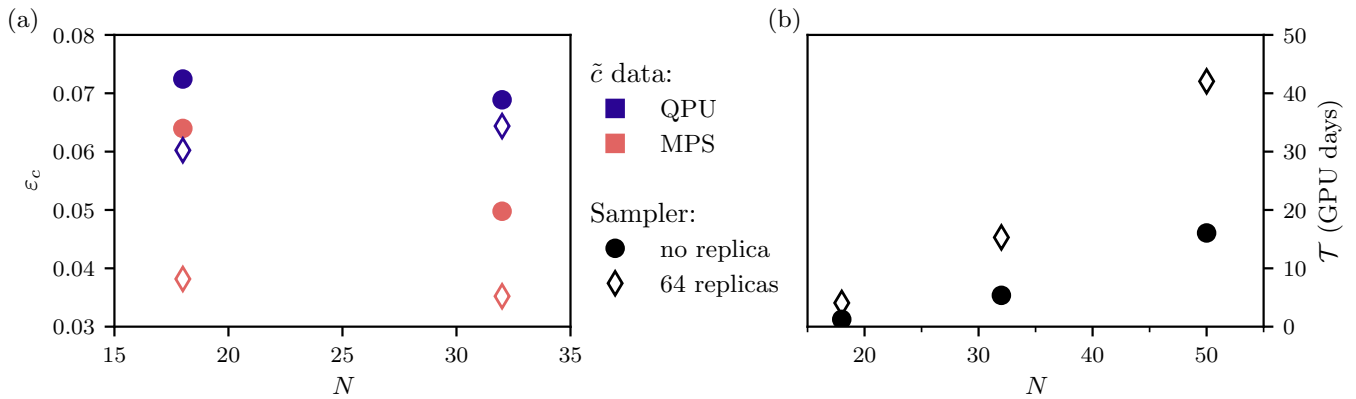 (a)
0.08
0.07
0.06
0.05
0.04
0.03
ε_c
15 20 25 30 35
N
c̃ data:
QPU
MPS
Sampler:
no replica
64 replicas
(b)
50
40
30
20
10
0
𝒯 (GPU days)
20 30 40 50
N